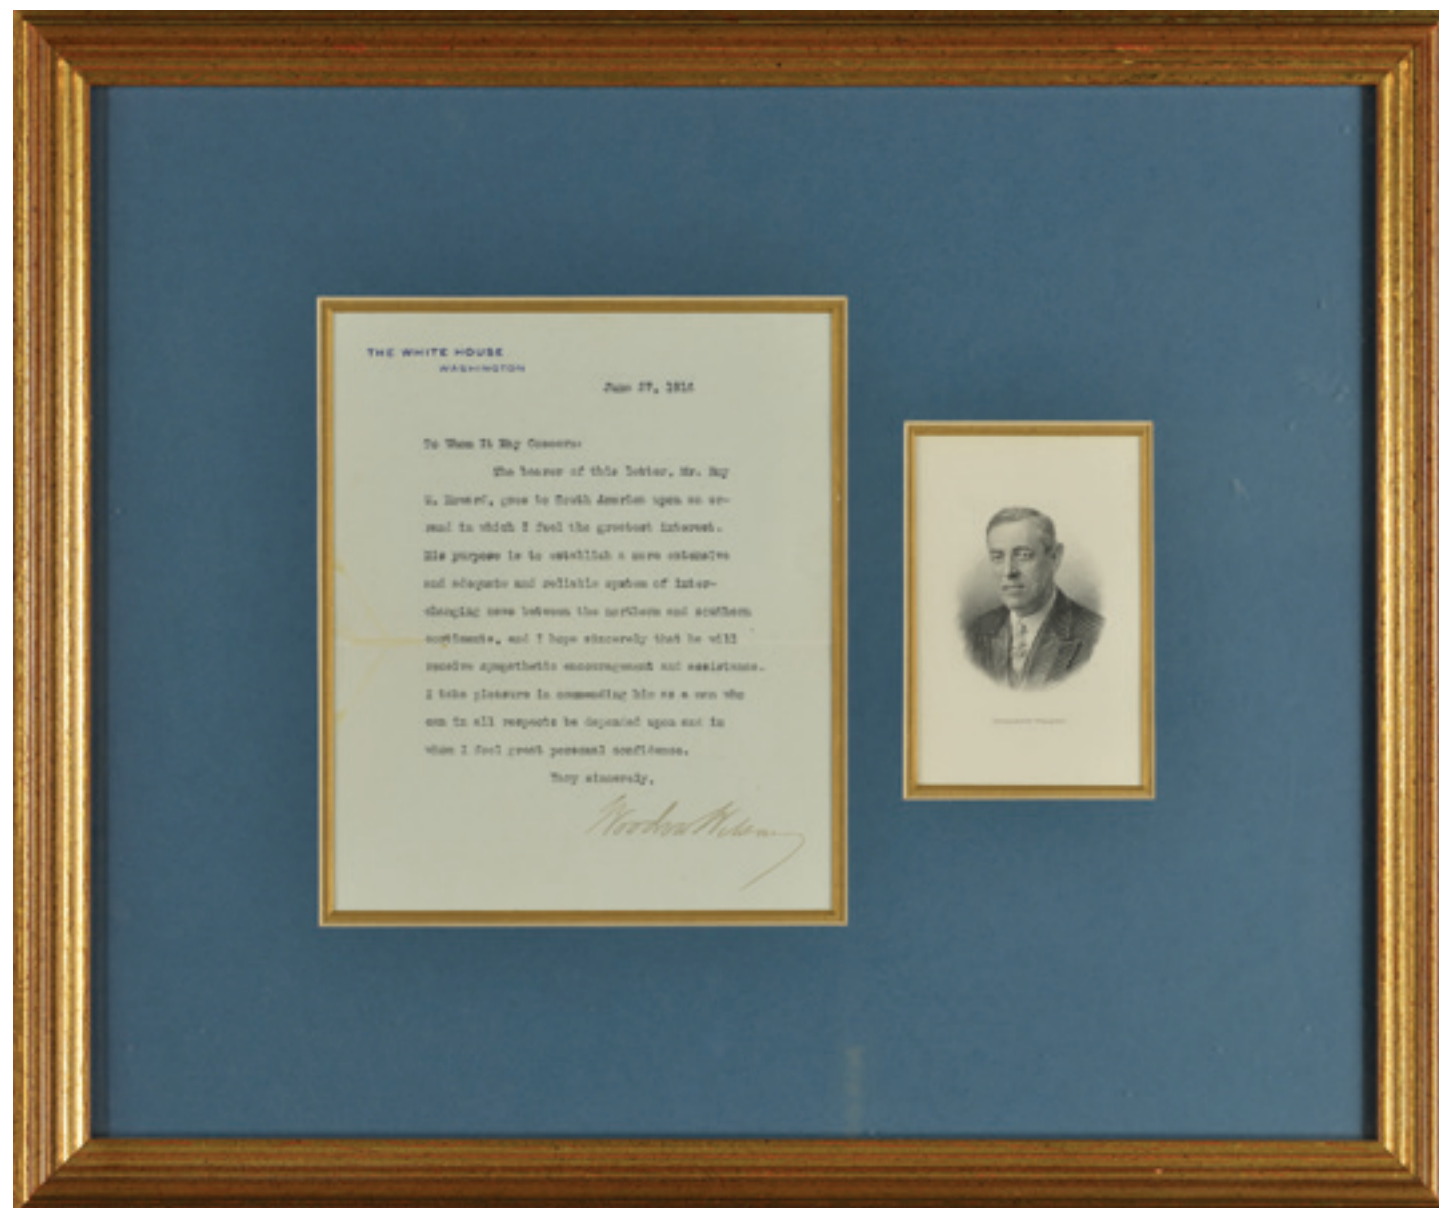 THE WHITE HOUSE
WASHINGTON
June 27, 1916
To Whom It May Concern:
The bearer of this letter, Mr. Roy
W. Howard, goes to South America upon an er-
rand in which I feel the greatest interest.
His purpose is to establish a more extensive
and adequate and reliable system of inter-
changing news between the northern and southern
continents, and I hope sincerely that he will
receive sympathetic encouragement and assistance.
I take pleasure in commending him as a man who
can in all respects be depended upon and in
whom I feel great personal confidence.
Very sincerely,
Woodrow Wilson